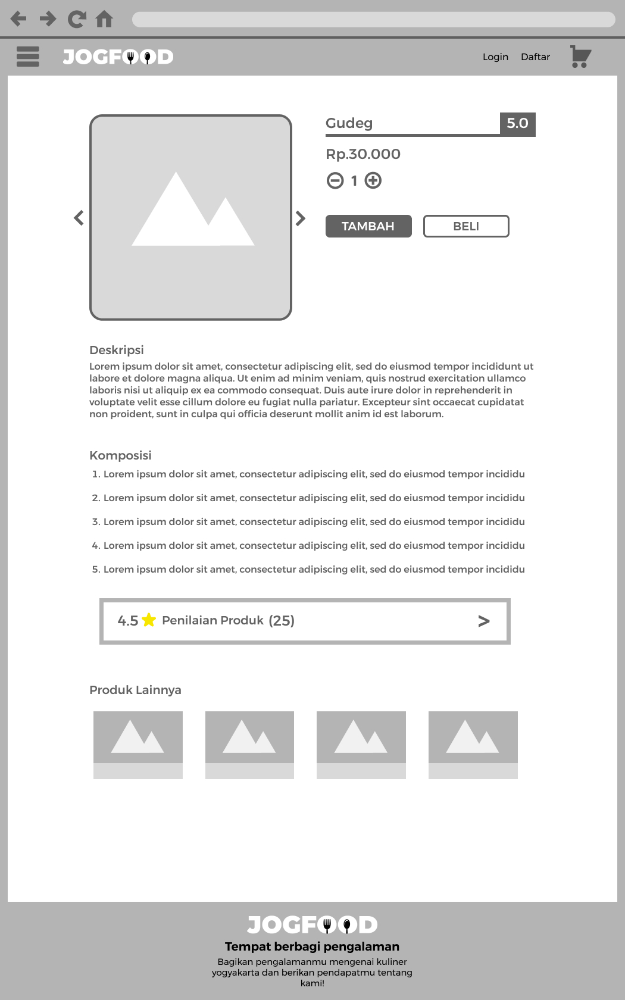 JOGFOOD
Login Daftar
Gudeg 5.0
Rp.30.000
1
TAMBAH BELI
Deskripsi
Lorem ipsum dolor sit amet, consectetur adipiscing elit, sed do eiusmod tempor incididunt ut
labore et dolore magna aliqua. Ut enim ad minim veniam, quis nostrud exercitation ullamco
laboris nisi ut aliquip ex ea commodo consequat. Duis aute irure dolor in reprehenderit in
voluptate velit esse cillum dolore eu fugiat nulla pariatur. Excepteur sint occaecat cupidatat
non proident, sunt in culpa qui officia deserunt mollit anim id est laborum.
Komposisi
1. Lorem ipsum dolor sit amet, consectetur adipiscing elit, sed do eiusmod tempor incididu
2. Lorem ipsum dolor sit amet, consectetur adipiscing elit, sed do eiusmod tempor incididu
3. Lorem ipsum dolor sit amet, consectetur adipiscing elit, sed do eiusmod tempor incididu
4. Lorem ipsum dolor sit amet, consectetur adipiscing elit, sed do eiusmod tempor incididu
5. Lorem ipsum dolor sit amet, consectetur adipiscing elit, sed do eiusmod tempor incididu
4.5 Penilaian Produk (25) >
Produk Lainnya
JOGFOOD
Tempat berbagi pengalaman
Bagikan pengalamanmu mengenai kuliner
yogyakarta dan berikan pendapatmu tentang
kami!